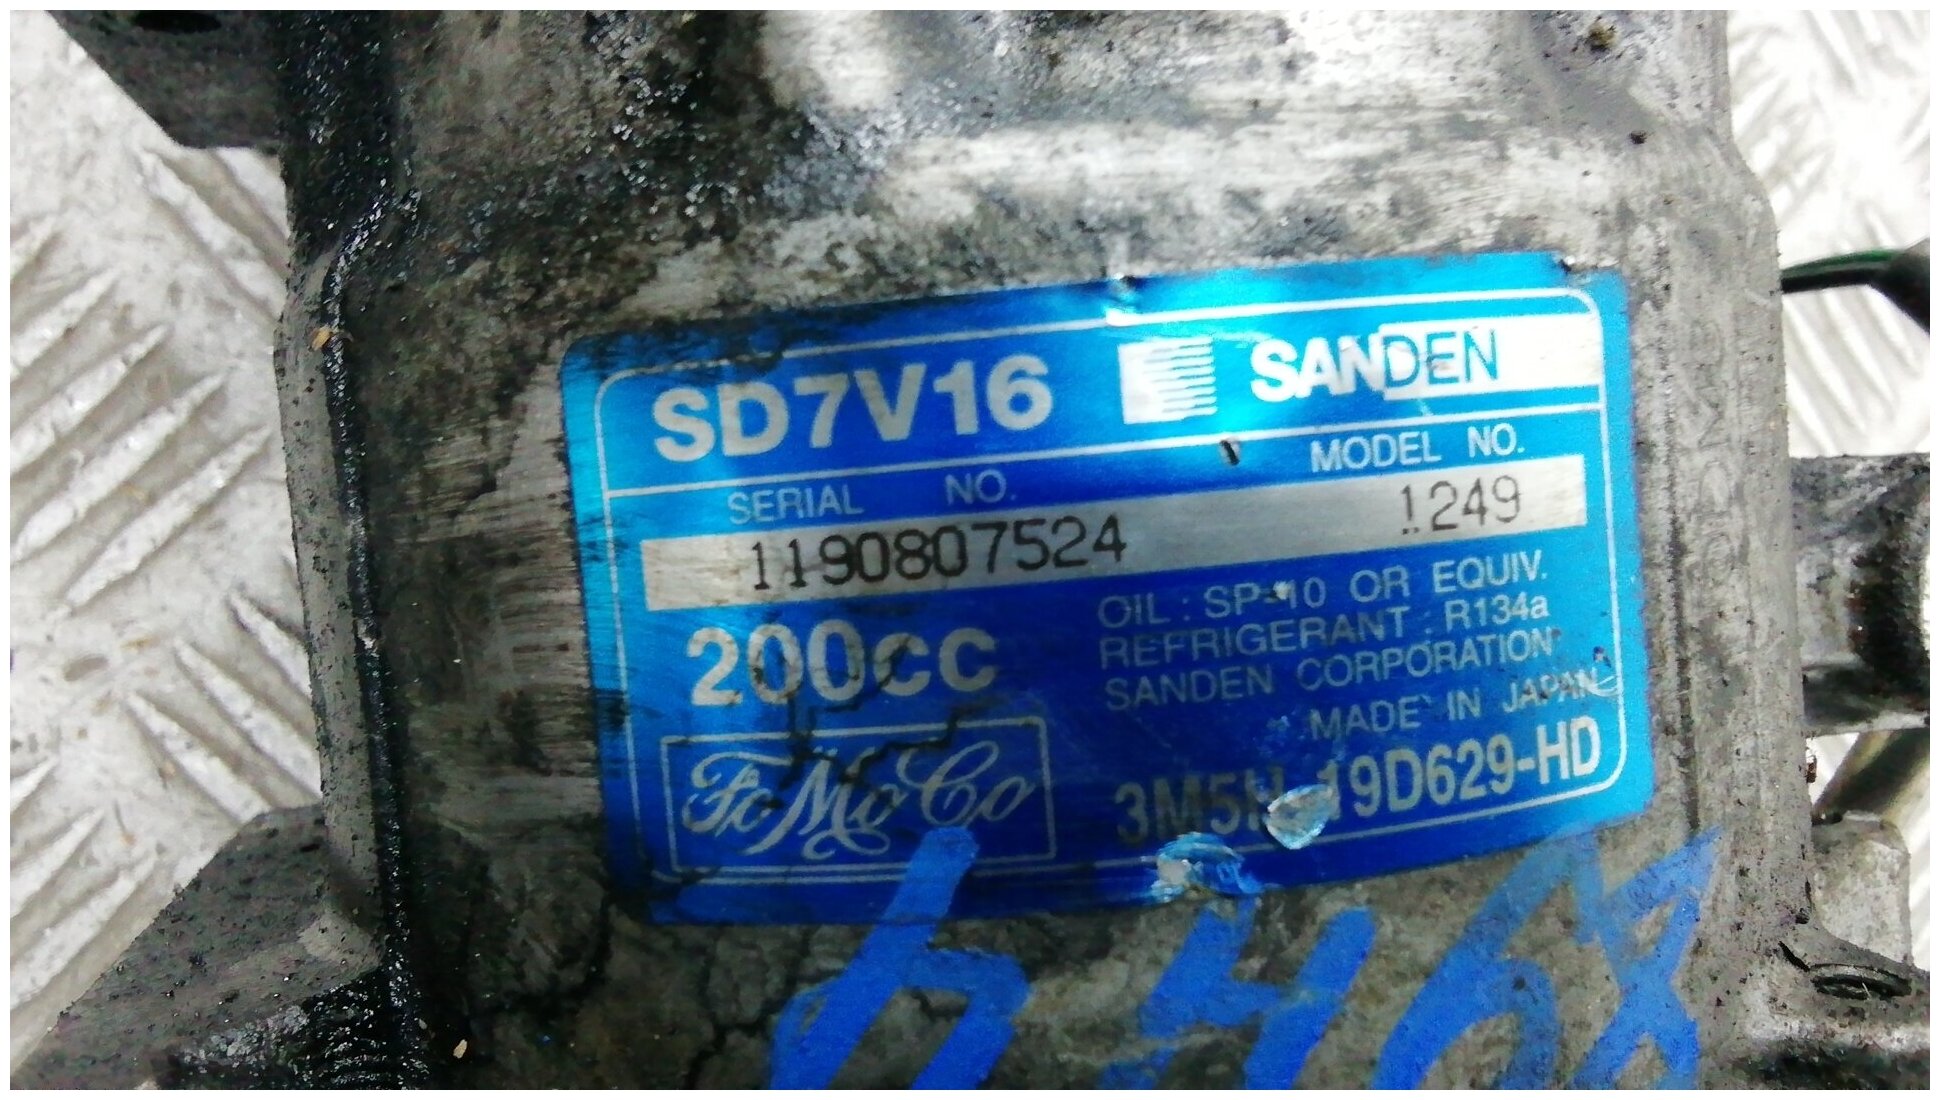 SD7V16 SANDEN
SERIAL NO. MODEL NO.
1190807524 1249
200cc
OIL : SP-10 OR EQUIV.
REFRIGERANT : R134a
SANDEN CORPORATION
MADE IN JAPAN
FoMoCo
3M5H-19D629-HD